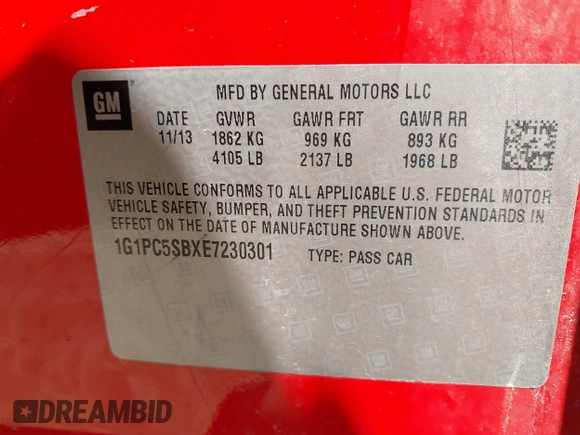 GM
MFD BY GENERAL MOTORS LLC
DATE GVWR GAWR FRT GAWR RR
11/13 1862 KG 969 KG 893 KG
4105 LB 2137 LB 1968 LB
THIS VEHICLE CONFORMS TO ALL APPLICABLE U.S. FEDERAL MOTOR
VEHICLE SAFETY, BUMPER, AND THEFT PREVENTION STANDARDS IN
EFFECT ON THE DATE OF MANUFACTURE SHOWN ABOVE.
1G1PC5SBXE7230301 TYPE: PASS CAR
DREAMBID